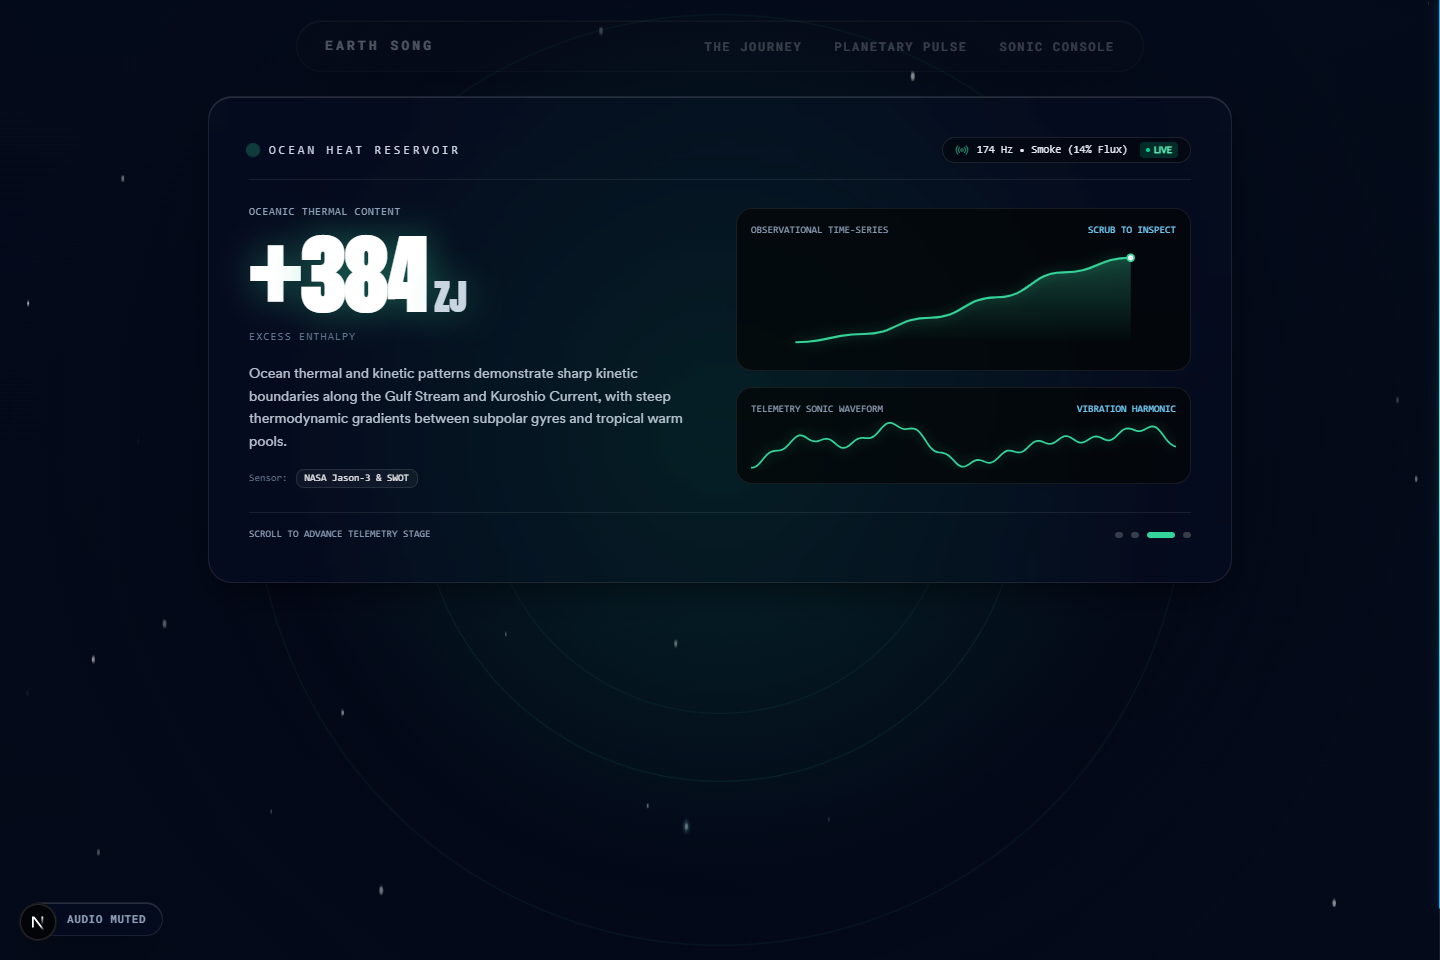 EARTH SONG
THE JOURNEY
PLANETARY PULSE
SONIC CONSOLE
OCEAN HEAT RESERVOIR
174 Hz • Smoke (14% Flux)
• LIVE
OCEANIC THERMAL CONTENT
+384 ZJ
EXCESS ENTHALPY
Ocean thermal and kinetic patterns demonstrate sharp kinetic
boundaries along the Gulf Stream and Kuroshio Current, with steep
thermodynamic gradients between subpolar gyres and tropical warm
pools.
Sensor: NASA Jason-3 & SWOT
OBSERVATIONAL TIME-SERIES
SCRUB TO INSPECT
TELEMETRY SONIC WAVEFORM
VIBRATION HARMONIC
SCROLL TO ADVANCE TELEMETRY STAGE
N
AUDIO MUTED